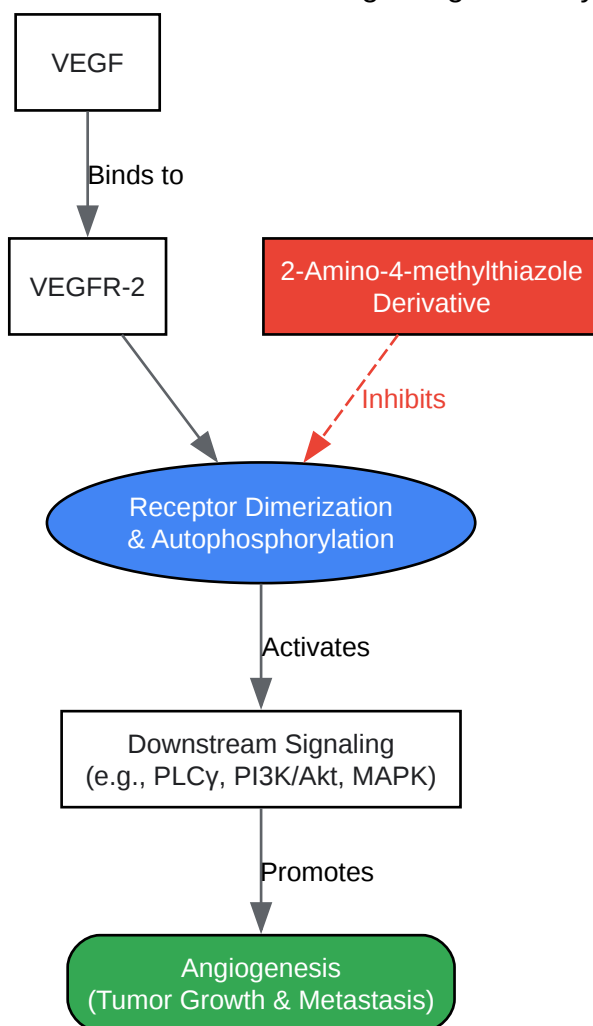 VEGF
Binds to
VEGFR-2
2-Amino-4-methylthiazole
Derivative
Inhibits
Receptor Dimerization
& Autophosphorylation
Activates
Downstream Signaling
(e.g., PLCγ, PI3K/Akt, MAPK)
Promotes
Angiogenesis
(Tumor Growth & Metastasis)